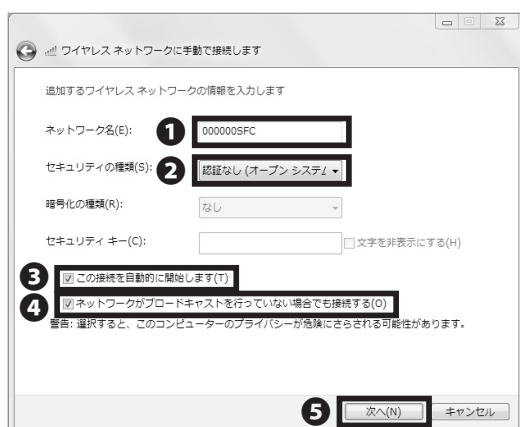 ワイヤレス ネットワークに手動で接続します
追加するワイヤレス ネットワークの情報を入力します
ネットワーク名(E): ❶ 000000SFC
セキュリティの種類(S): ❷ 認証なし (オープン システム
暗号化の種類(R): なし
セキュリティ キー(C): 文字を非表示にする(H)
❸ この接続を自動的に開始します(T)
❹ ネットワークがブロードキャストを行っていない場合でも接続する(O)
警告: 選択すると、このコンピューターのプライバシーが危険にさらされる可能性があります。
❺ 次へ(N) キャンセル